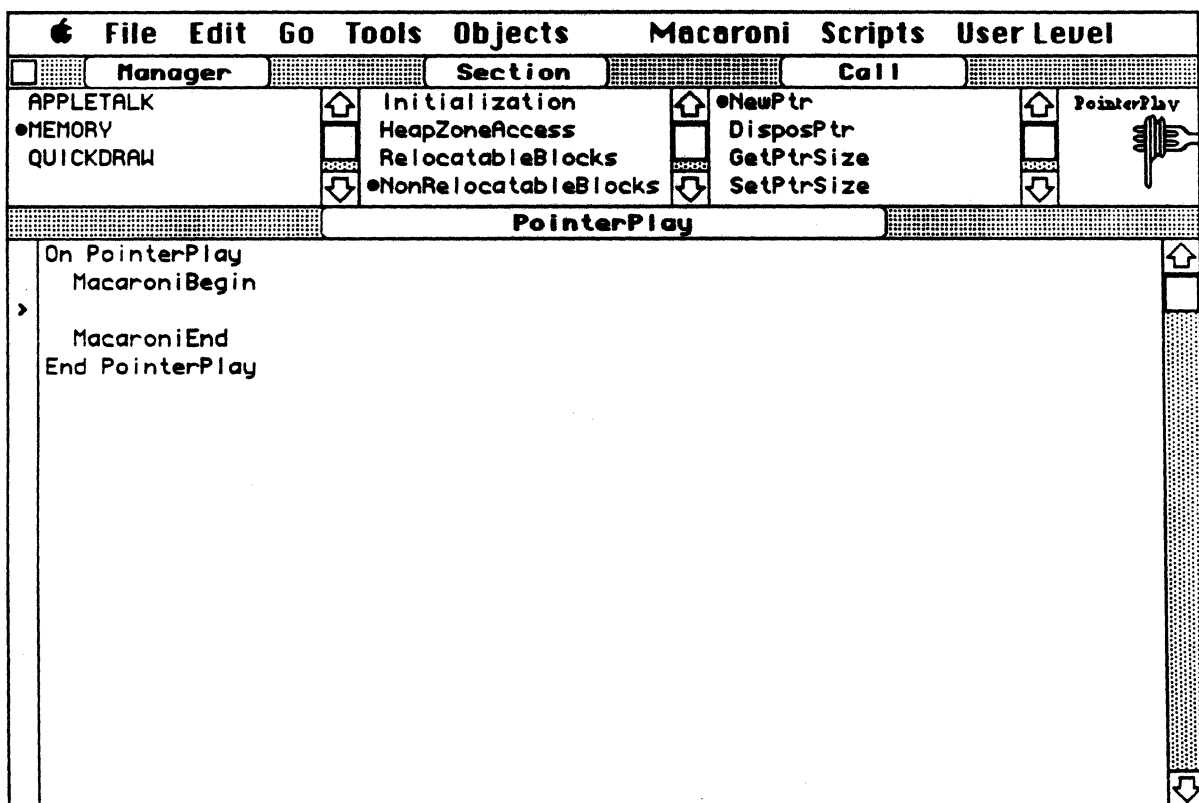 File Edit Go Tools Objects Macaroni Scripts User Level
Manager Section Call
APPLETALK
●MEMORY
QUICKDRAW
Initialization
HeapZoneAccess
RelocatableBlocks
●NonRelocatableBlocks
●NewPtr
DisposPtr
GetPtrSize
SetPtrSize
PointerPlay
PointerPlay
On PointerPlay
MacaroniBegin
>
MacaroniEnd
End PointerPlay